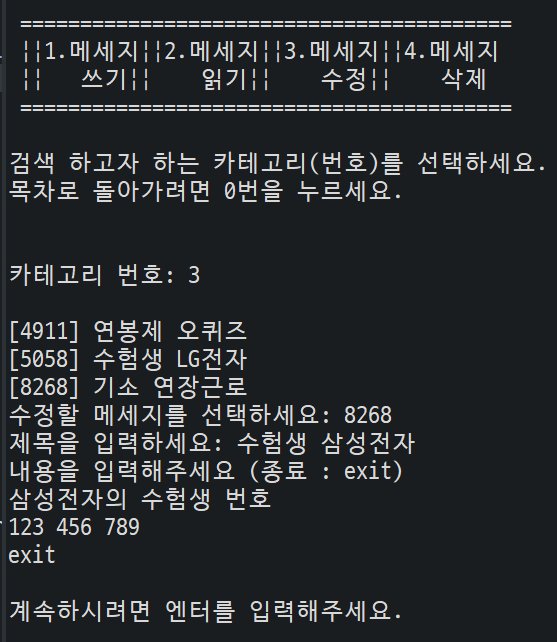 =========================================
¦¦1.메세지¦¦2.메세지¦¦3.메세지¦¦4.메세지
¦¦   쓰기¦¦    읽기¦¦    수정¦¦    삭제
=========================================
검색 하고자 하는 카테고리(번호)를 선택하세요.
목차로 돌아가려면 0번을 누르세요.
카테고리 번호: 3
[4911] 연봉제 오퀴즈
[5058] 수험생 LG전자
[8268] 기소 연장근로
수정할 메세지를 선택하세요: 8268
제목을 입력하세요: 수험생 삼성전자
내용을 입력해주세요 (종료 : exit)
삼성전자의 수험생 번호
123 456 789
exit
계속하시려면 엔터를 입력해주세요.